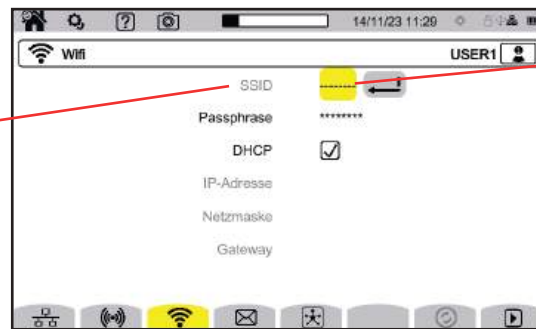 14/11/23 11:29
Wifi USER1
SSID --------
Passphrase ********
DHCP
IP-Adresse
Netzmaske
Gateway